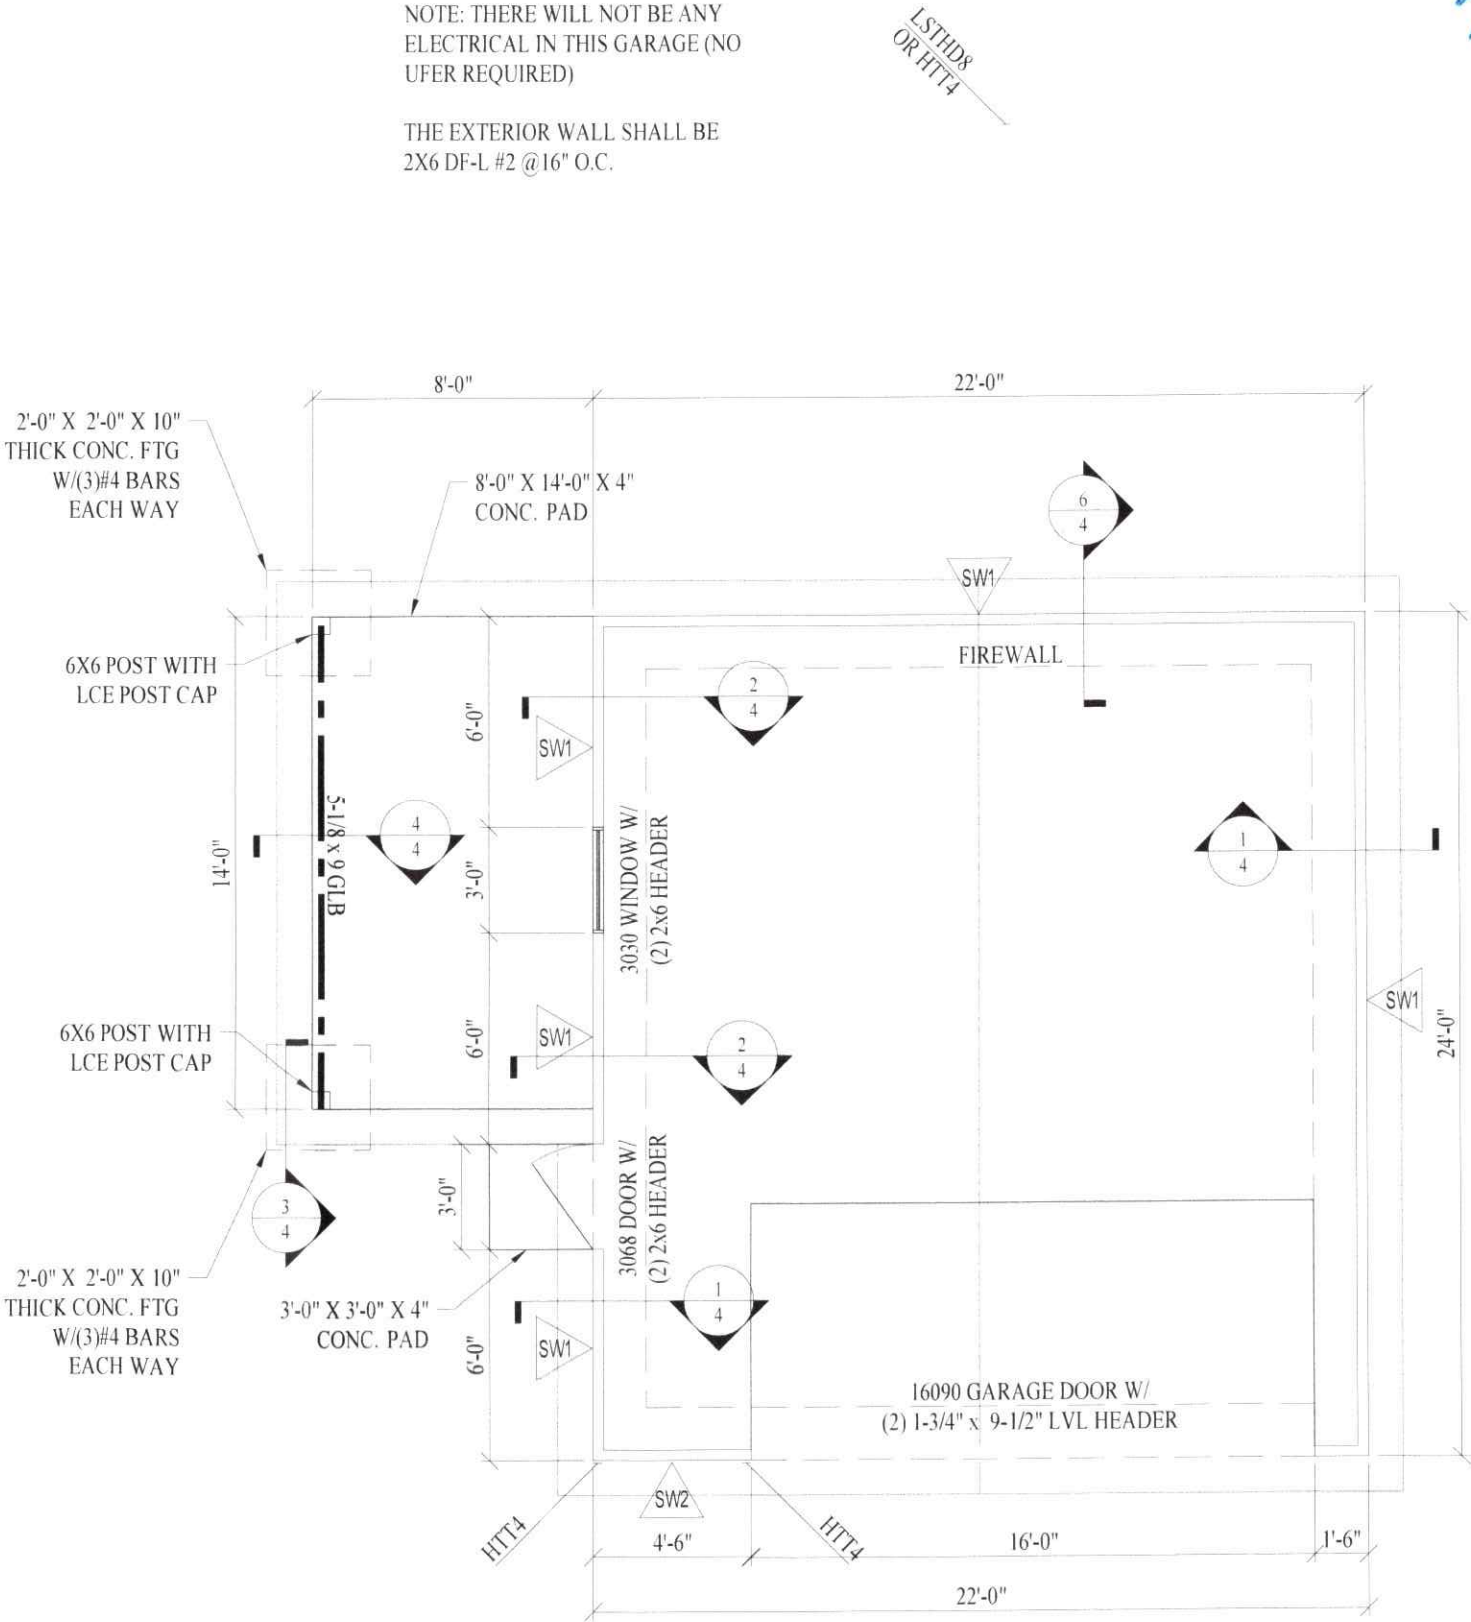 NOTE: THERE WILL NOT BE ANY
ELECTRICAL IN THIS GARAGE (NO
UFER REQUIRED)
THE EXTERIOR WALL SHALL BE
2X6 DF-L #2 @16" O.C.
LSTHD8
OR HTT4
8'-0"
22'-0"
2'-0" X 2'-0" X 10"
THICK CONC. FTG
W/(3)#4 BARS
EACH WAY
8'-0" X 14'-0" X 4"
CONC. PAD
6
4
SW1
FIREWALL
6X6 POST WITH
LCE POST CAP
2
4
6'-0"
SW1
5-1/8 x 9 GLB
4
4
14'-0"
3'-0"
3030 WINDOW W/
(2) 2x6 HEADER
1
4
6X6 POST WITH
LCE POST CAP
6'-0"
SW1
2
4
SW1
24'-0"
3
4
3'-0"
3068 DOOR W/
(2) 2x6 HEADER
2'-0" X 2'-0" X 10"
THICK CONC. FTG
W/(3)#4 BARS
EACH WAY
3'-0" X 3'-0" X 4"
CONC. PAD
6'-0"
SW1
1
4
16090 GARAGE DOOR W/
(2) 1-3/4" x 9-1/2" LVL HEADER
HTT4
SW2
HTT4
4'-6"
16'-0"
1'-6"
22'-0"